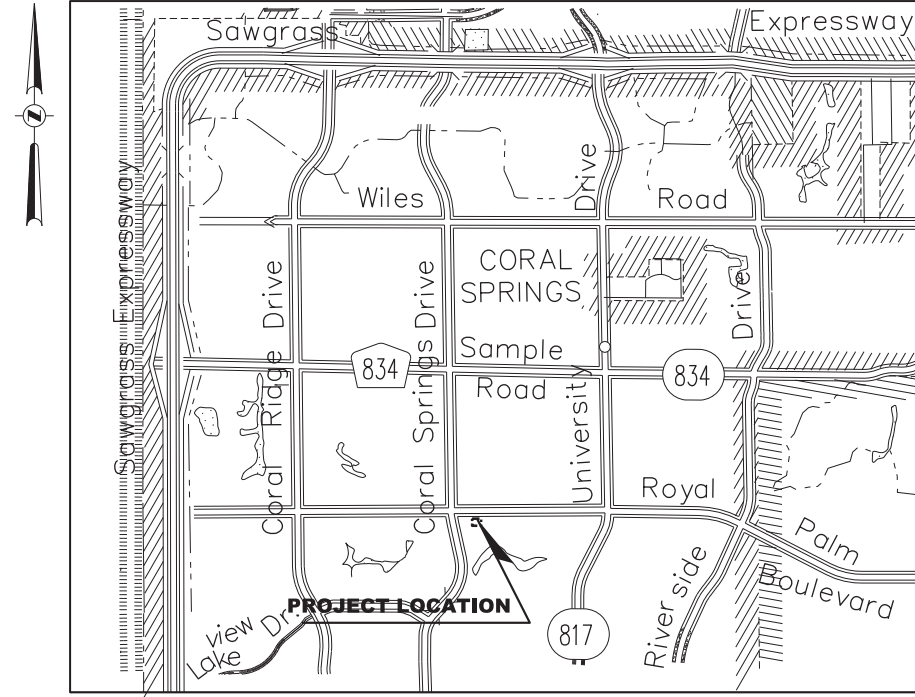 Sawgrass
Expressway
N
Sawgrass Expressway
Wiles
Road
Drive
CORAL
SPRINGS
Coral Ridge Drive
Coral Springs Drive
Drive
834
Sample
Road
834
University
Royal
Palm
Boulevard
River side
PROJECT LOCATION
view
Lake
Dr.
817